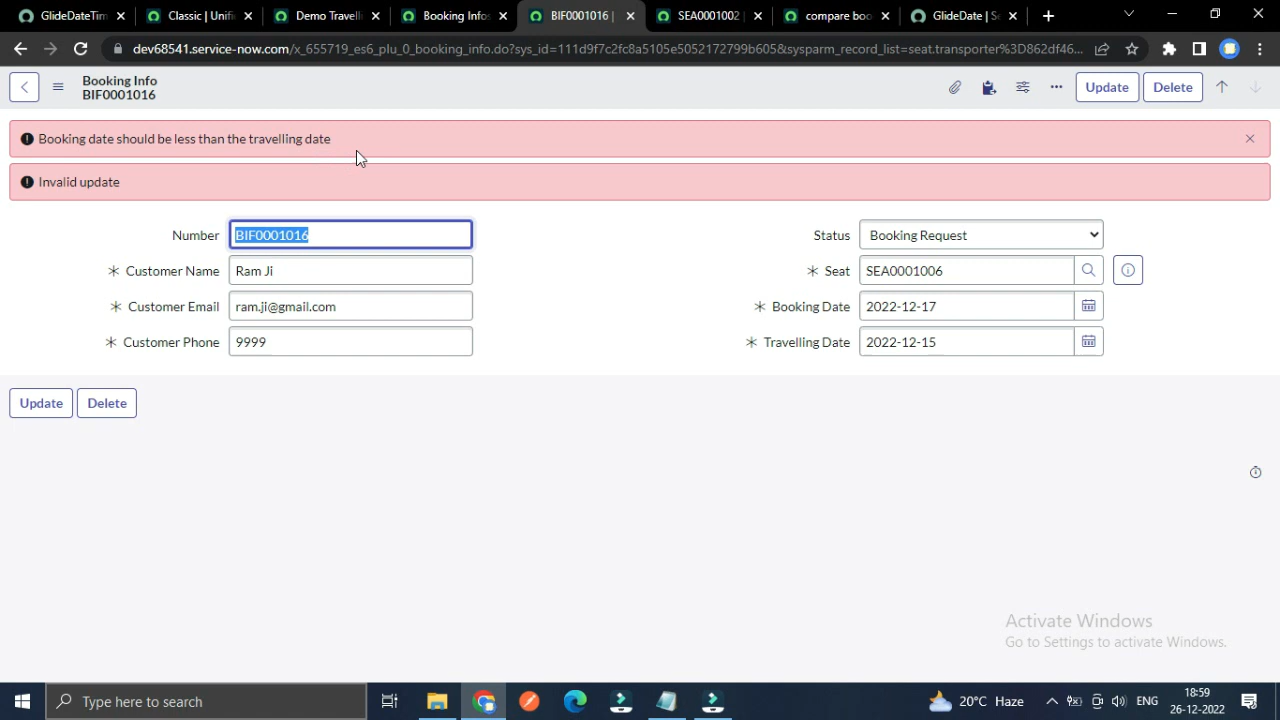 GlideDateTim
Classic | Unifi
Demo Travelli
Booking Infos
BIF0001016 |
SEA0001002 |
compare boo
GlideDate | Se
dev68541.service-now.com/x_655719_es6_plu_0_booking_info.do?sys_id=111d9f7c2fc8a5105e5052172799b605&sysparm_record_list=seat.transporter%3D862df46...
Booking Info
BIF0001016
Update
Delete
Booking date should be less than the travelling date
Invalid update
Number BIF0001016
Status Booking Request
Customer Name Ram Ji
Seat SEA0001006
Customer Email ram.ji@gmail.com
Booking Date 2022-12-17
Customer Phone 9999
Travelling Date 2022-12-15
Update
Delete
Activate Windows
Go to Settings to activate Windows.
Type here to search
20°C Haze
ENG
18:59
26-12-2022